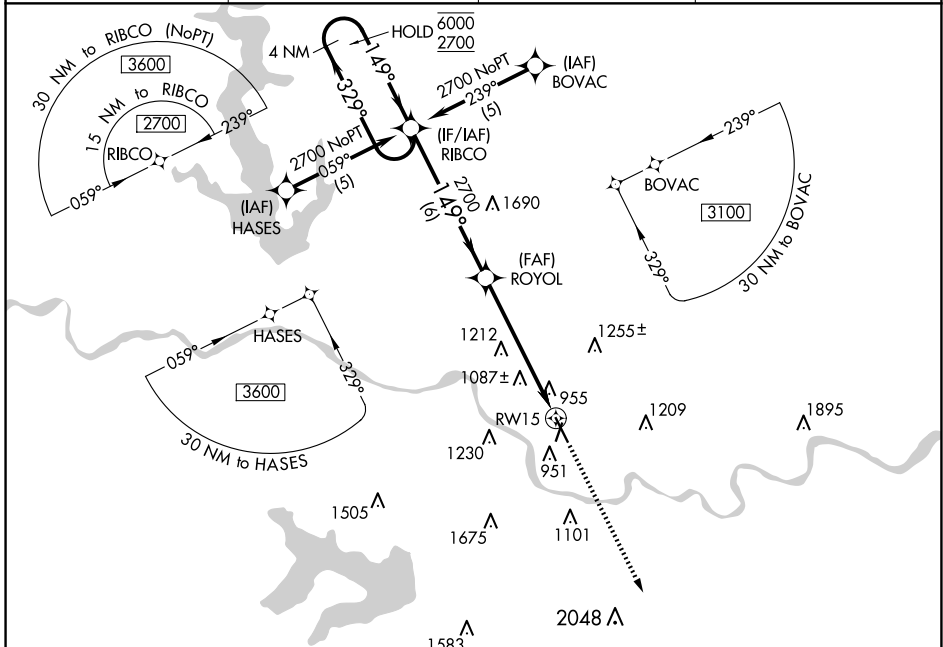 30 NM to RIBCO (NoPT)
3600
15 NM to RIBCO
2700
239°
RIBCO
059°
4 NM
HOLD
6000
2700
149°
329°
2700 NoPT
239°
(5)
(IAF)
BOVAC
(IF/IAF)
RIBCO
2700 NoPT
059°
(5)
(IAF)
HASES
2700
149°
(6)
1690
239°
BOVAC
3100
329°
30 NM to BOVAC
(FAF)
ROYOL
HASES
059°
329°
3600
30 NM to HASES
1212
1255±
1087±
955
RW15
1209
1895
1230
951
1505
1675
1101
2048
1583